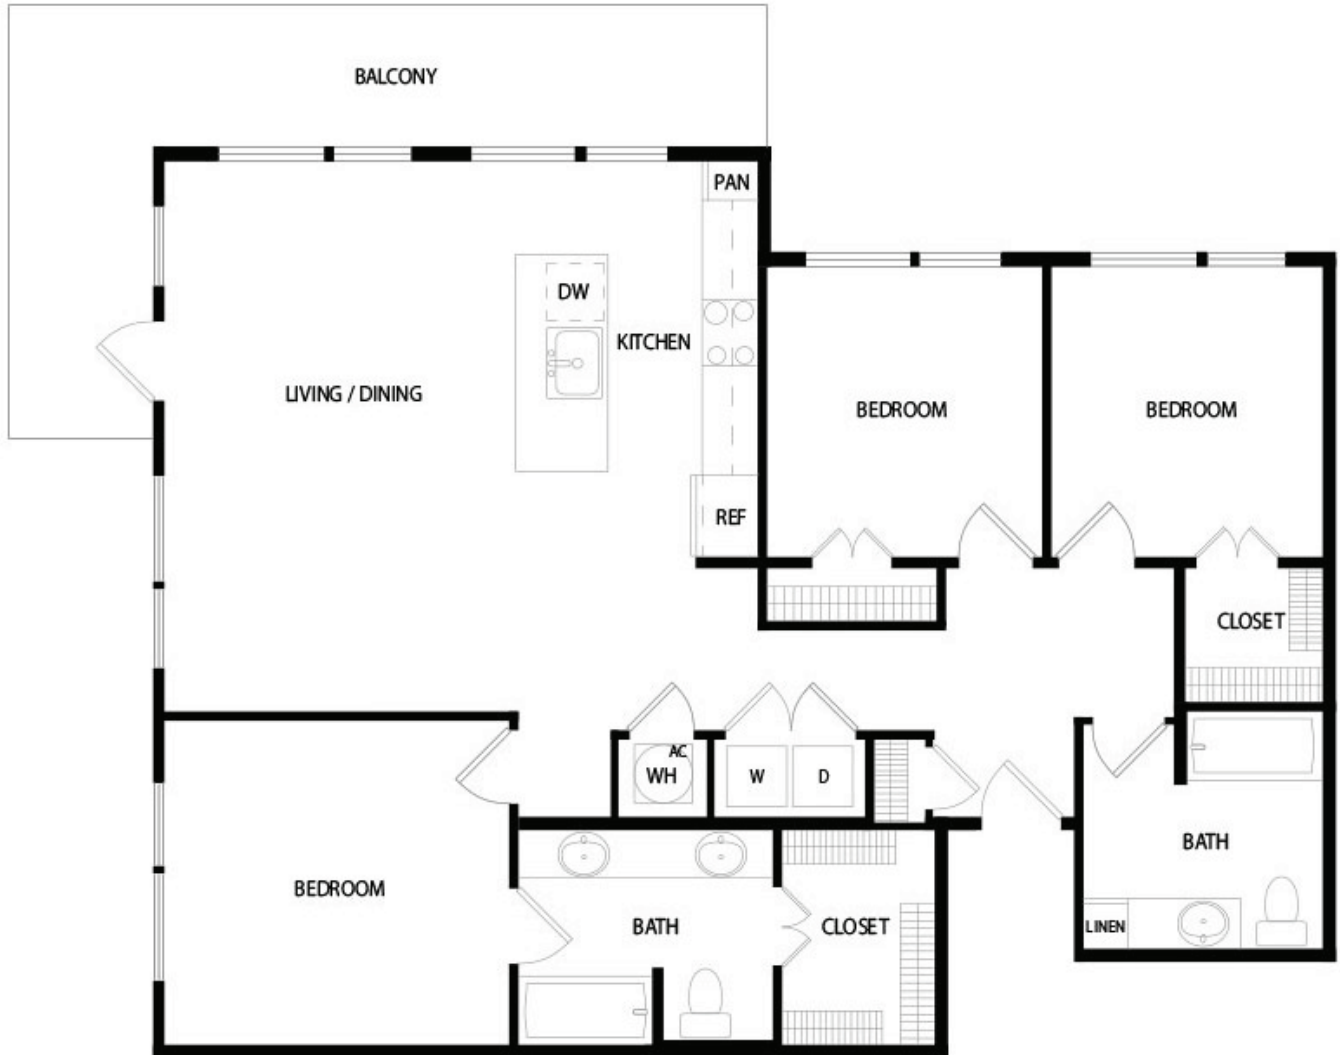 BALCONY
PAN
DW
KITCHEN
LIVING / DINING
BEDROOM
BEDROOM
REF
CLOSET
AC
WH
W
D
BATH
BEDROOM
BATH
CLOSET
LINEN